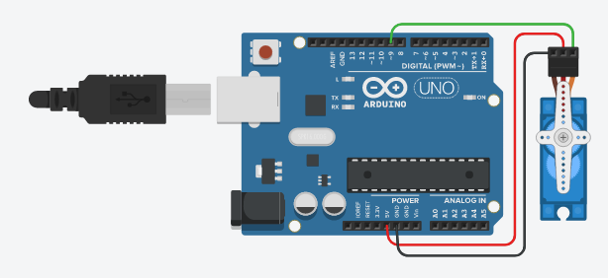 AREF
GND
13
12
~11
~10
~9
8
7
~6
~5
4
~3
2
TX→1
RX←0
DIGITAL (PWM~)
L
TX
RX
ARDUINO
UNO
ON
POWER
ANALOG IN
IOREF
RESET
3.3V
5V
GND
GND
Vin
A0
A1
A2
A3
A4
A5